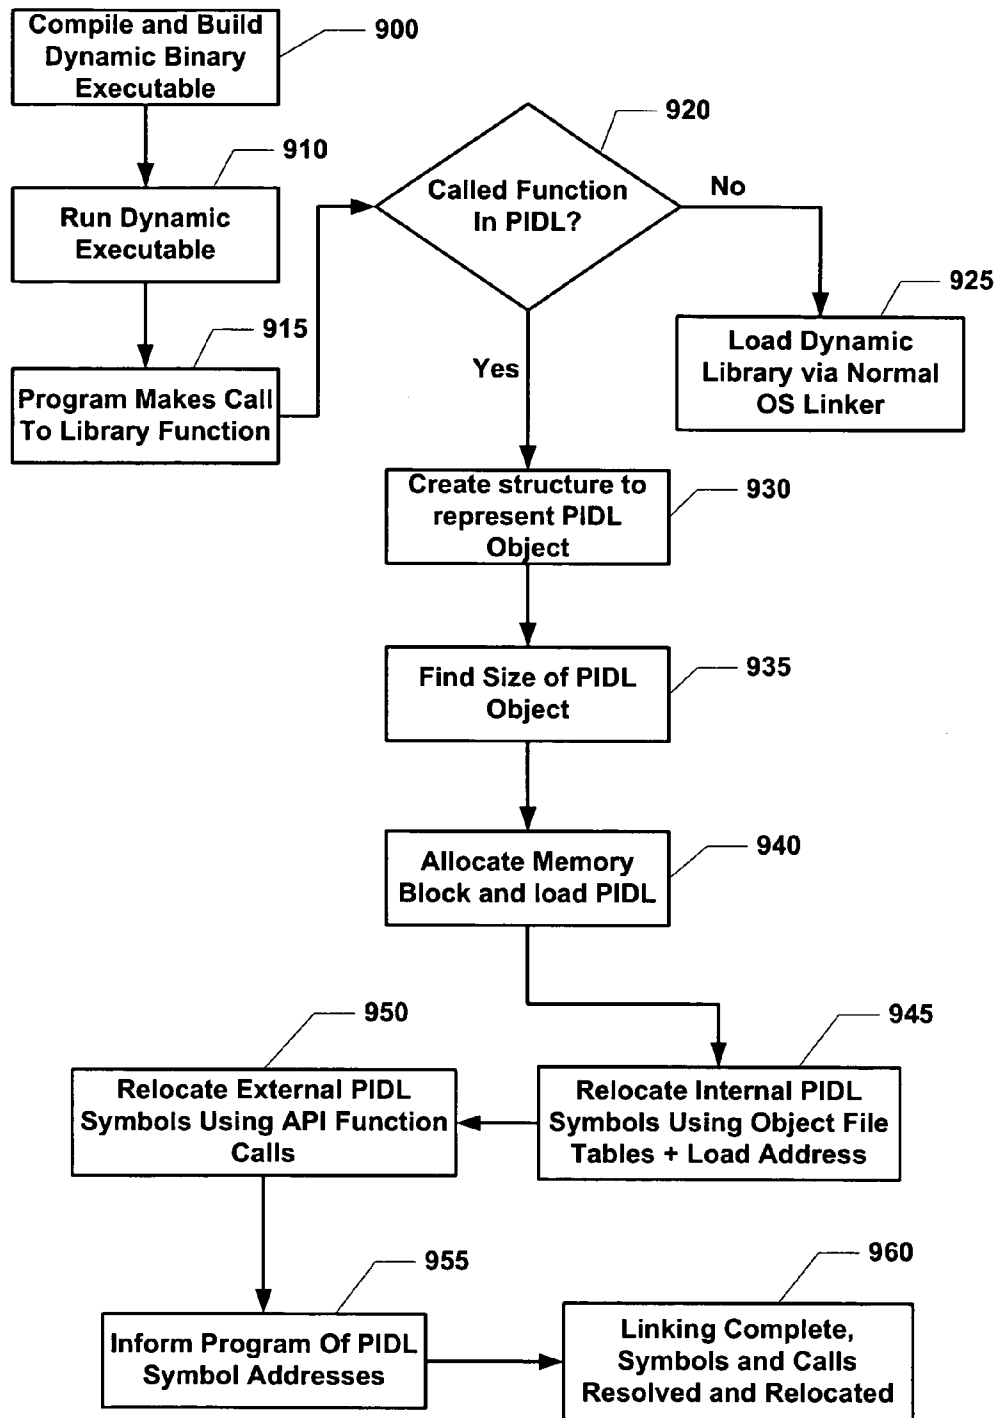 Compile and Build
Dynamic Binary
Executable
900
Run Dynamic
Executable
910
Program Makes Call
To Library Function
915
Called Function
In PIDL?
920
No
Yes
Load Dynamic
Library via Normal
OS Linker
925
Create structure to
represent PIDL
Object
930
Find Size of PIDL
Object
935
Allocate Memory
Block and load PIDL
940
Relocate Internal PIDL
Symbols Using Object File
Tables + Load Address
945
Relocate External PIDL
Symbols Using API Function
Calls
950
Inform Program Of PIDL
Symbol Addresses
955
Linking Complete,
Symbols and Calls
Resolved and Relocated
960